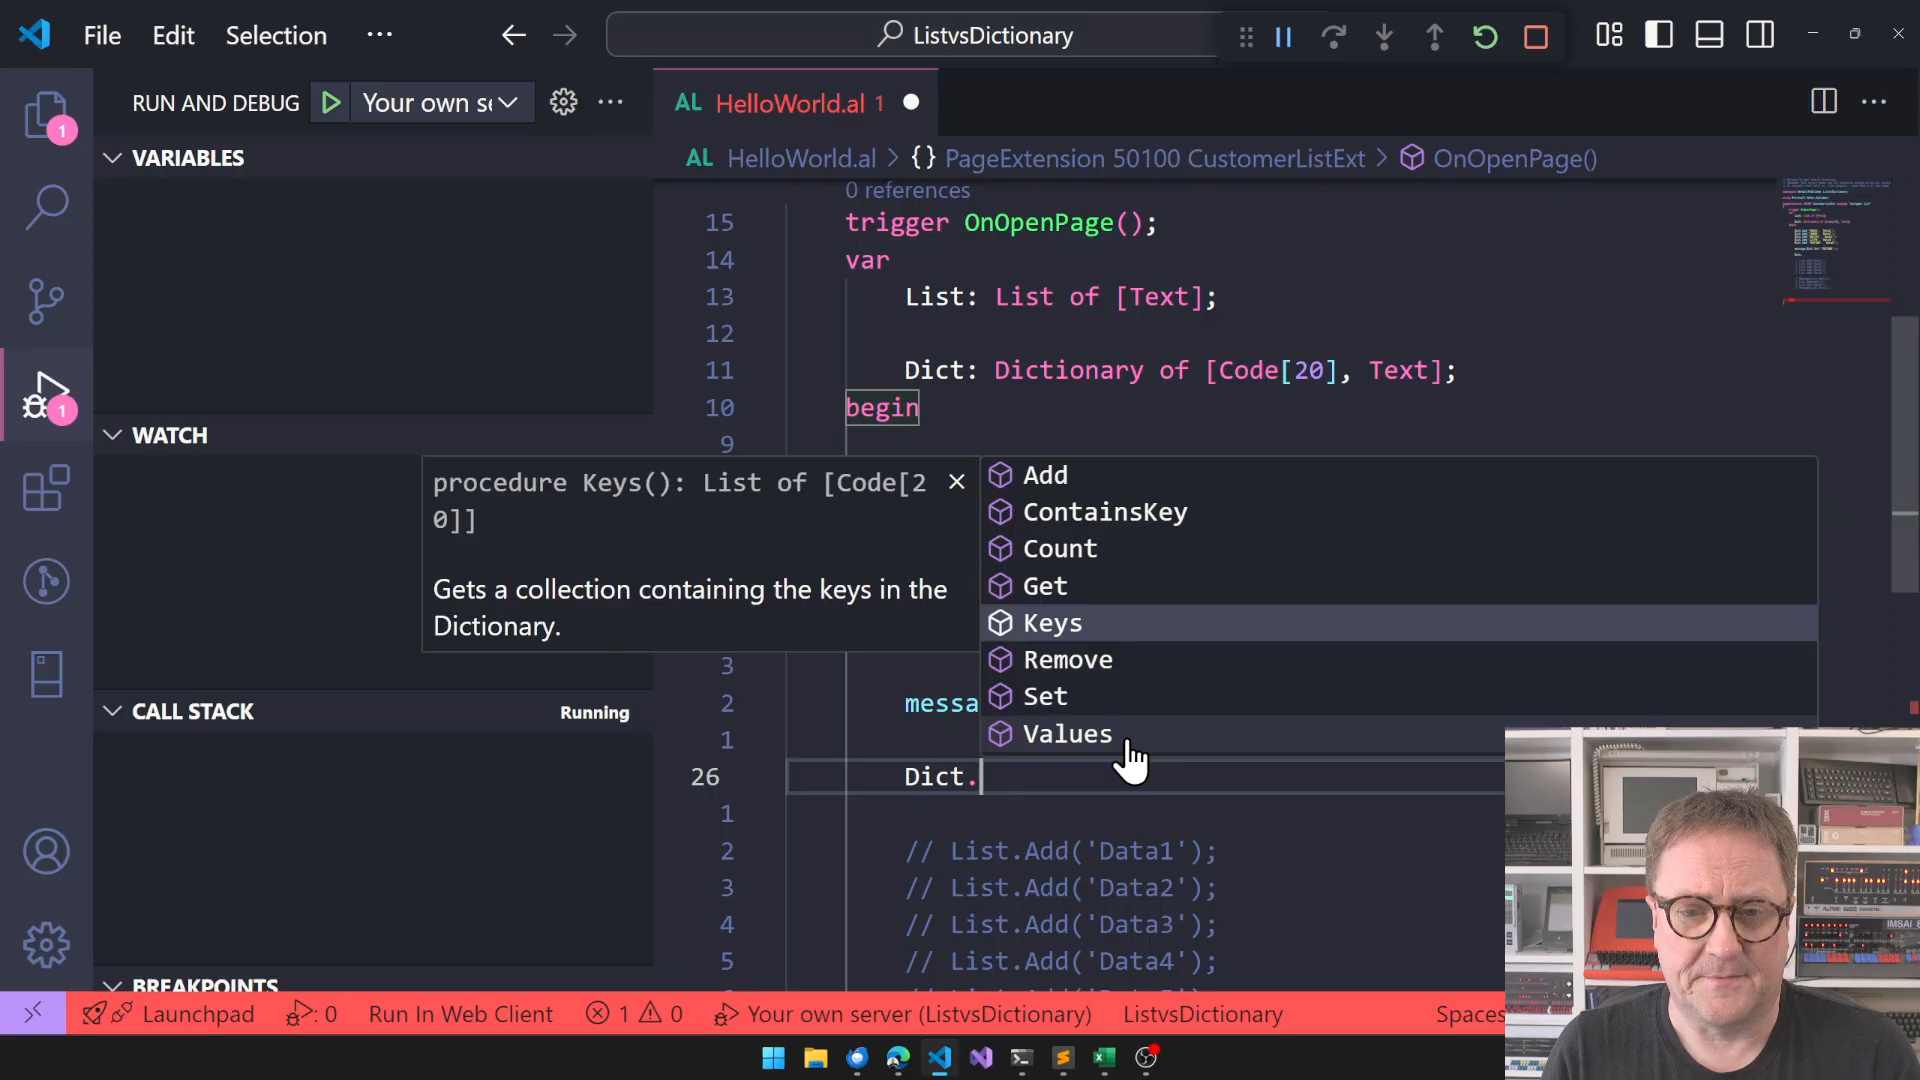 File Edit Selection ··· ListvsDictionary
RUN AND DEBUG Your own se
AL HelloWorld.al 1
AL HelloWorld.al > {} PageExtension 50100 CustomerListExt > OnOpenPage()
VARIABLES
0 references
15 trigger OnOpenPage();
14 var
13 List: List of [Text];
12
11 Dict: Dictionary of [Code[20], Text];
10 begin
9
WATCH
procedure Keys(): List of [Code[2
0]]
Gets a collection containing the keys in the
Dictionary.
Add
ContainsKey
Count
Get
Keys
Remove
Set
Values
3
2 messa
1
26 Dict.
1
2 // List.Add('Data1');
3 // List.Add('Data2');
4 // List.Add('Data3');
5 // List.Add('Data4');
CALL STACK Running
BREAKPOINTS
Launchpad : 0 Run In Web Client 1 0 Your own server (ListvsDictionary) ListvsDictionary Spaces
1
1